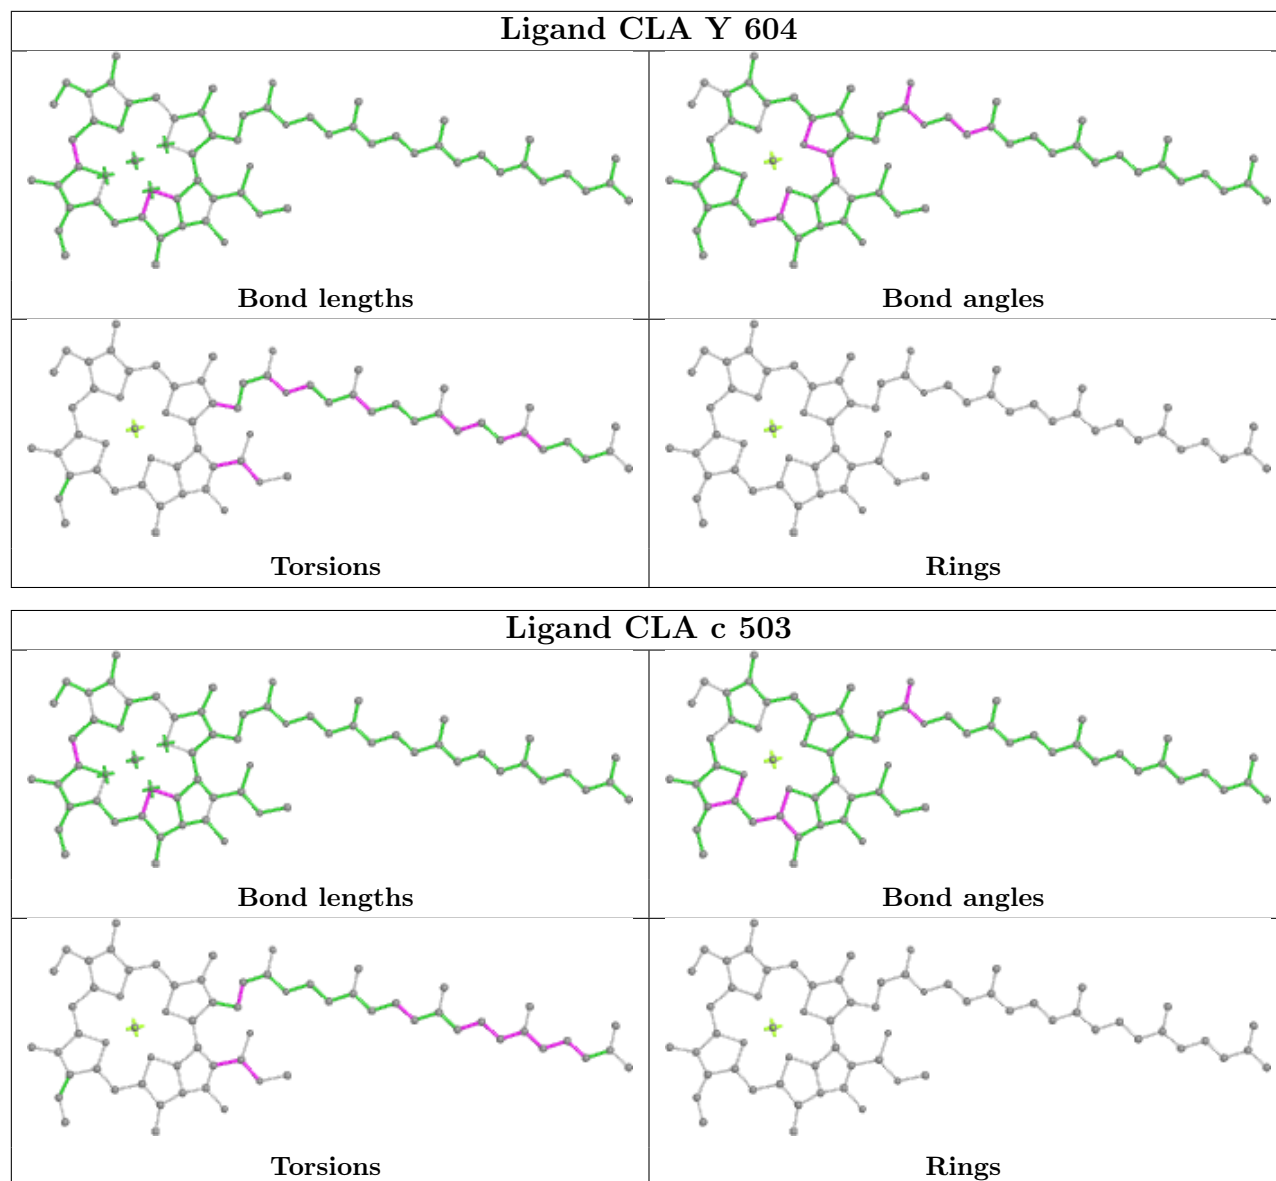 Ligand CLA Y 604
Bond lengths
Bond angles
Torsions
Rings
Ligand CLA c 503
Bond lengths
Bond angles
Torsions
Rings